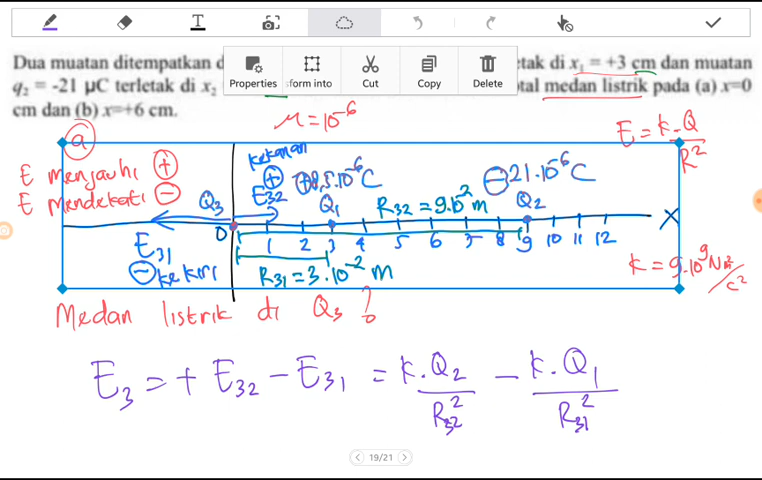 T
Dua muatan ditempatkan d
tak di x₁ = +3 cm dan muatan
q₂ = -21 μC terletak di x₂
Properties
sform into
Cut
Copy
Delete
tal medan listrik pada (a) x=0
cm dan (b) x=+6 cm.
μ = 10⁻⁶
E = k.Q/R²
a
E menjauhi +
E Mendekati −
kekanan
+
E32
10⁻⁶ C
−21.10⁻⁶ C
Q3
Q1
R32 = 9.10⁻² m
Q2
0 1 2 3 4 5 6 7 8 9 10 11 12
X
E31
− ke kiri
R31 = 3.10⁻² m
k = 9.10⁹ Nm²/C²
Medan listrik di Q3 ?
E3 = + E32 − E31 = k.Q2/R32² − k.Q1/R31²
19/21